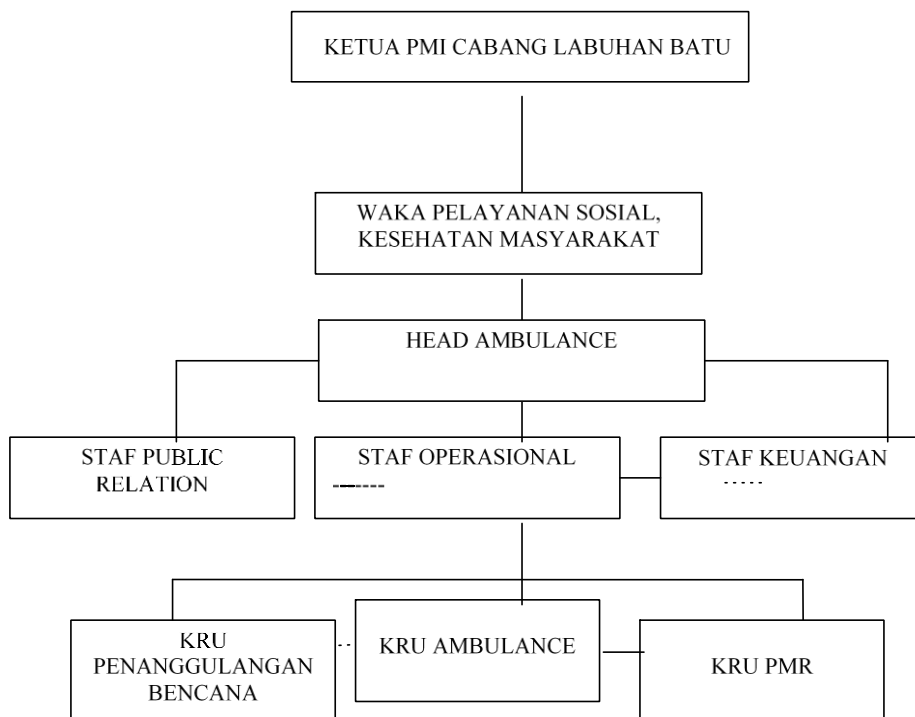 KETUA PMI CABANG LABUHAN BATU
WAKA PELAYANAN SOSIAL,
KESEHATAN MASYARAKAT
HEAD AMBULANCE
STAF PUBLIC
RELATION
STAF OPERASIONAL
STAF KEUANGAN
KRU
PENANGGULANGAN
BENCANA
KRU AMBULANCE
KRU PMR